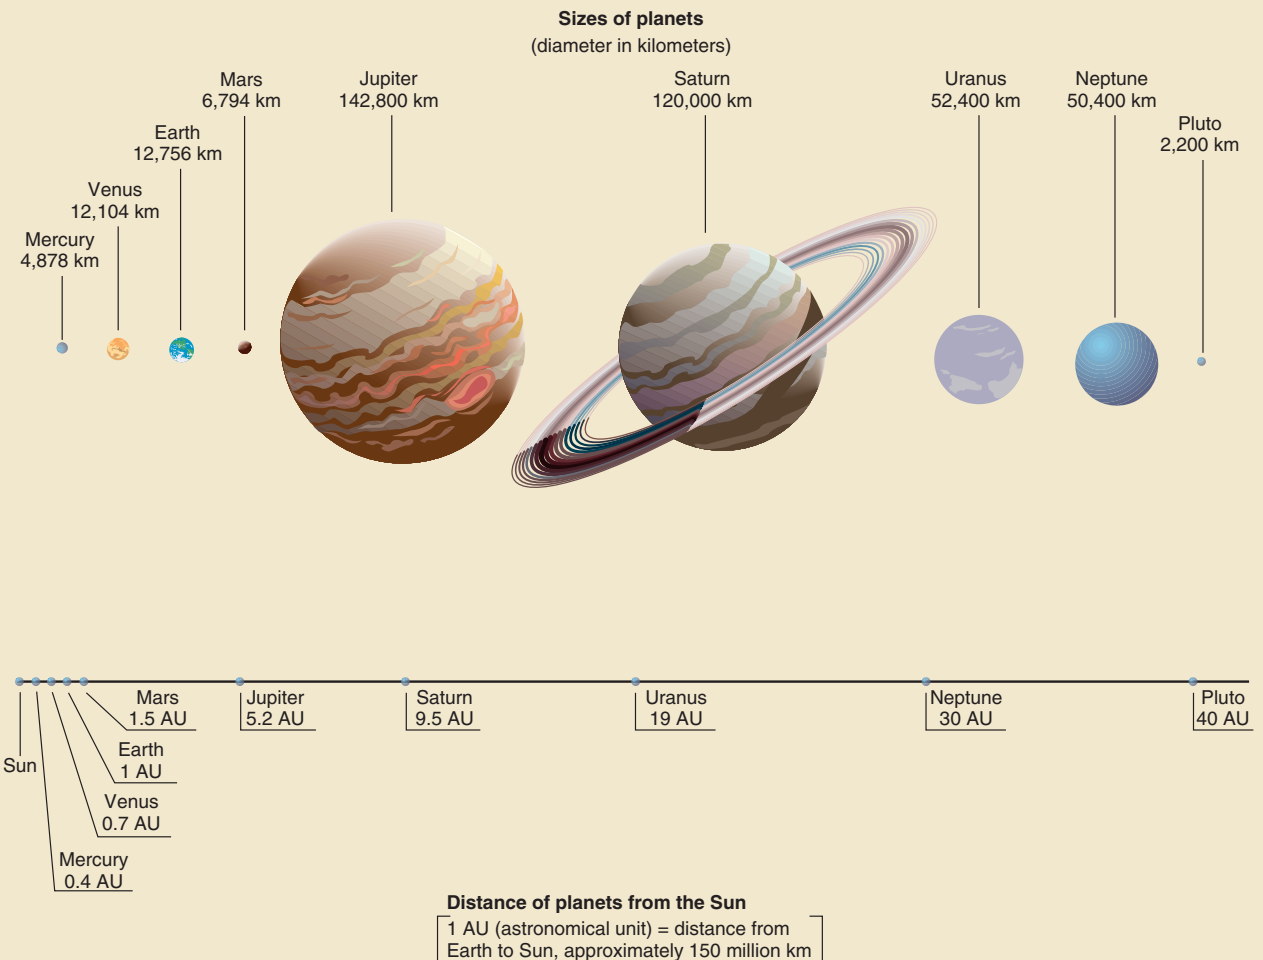 Sizes of planets
(diameter in kilometers)
Mercury
4,878 km
Venus
12,104 km
Earth
12,756 km
Mars
6,794 km
Jupiter
142,800 km
Saturn
120,000 km
Uranus
52,400 km
Neptune
50,400 km
Pluto
2,200 km
Sun
Mercury
0.4 AU
Venus
0.7 AU
Earth
1 AU
Mars
1.5 AU
Jupiter
5.2 AU
Saturn
9.5 AU
Uranus
19 AU
Neptune
30 AU
Pluto
40 AU
Distance of planets from the Sun
1 AU (astronomical unit) = distance from
Earth to Sun, approximately 150 million km